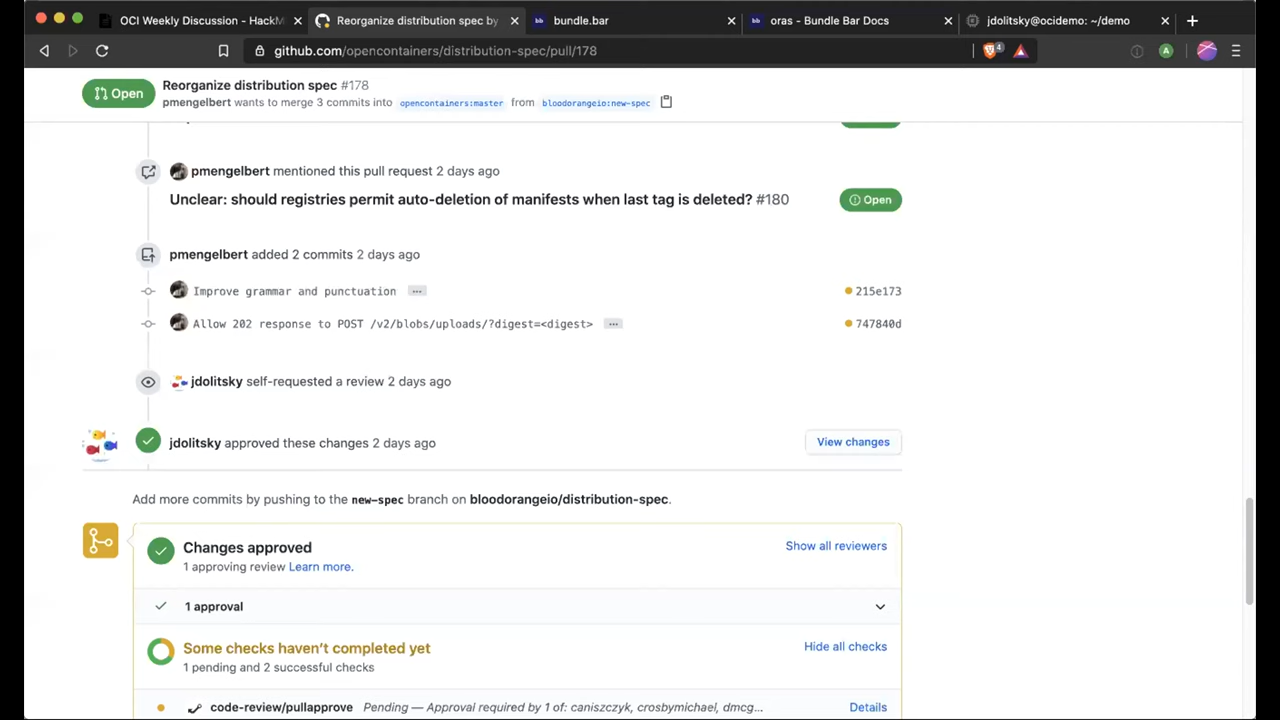 OCI Weekly Discussion - HackM
Reorganize distribution spec by
bb bundle.bar
bb oras - Bundle Bar Docs
jdolitsky@ocidemo: ~/demo
github.com/opencontainers/distribution-spec/pull/178
4
A
Open
Reorganize distribution spec #178
pmengelbert wants to merge 3 commits into opencontainers:master from bloodorangeio:new-spec
pmengelbert mentioned this pull request 2 days ago
Unclear: should registries permit auto-deletion of manifests when last tag is deleted? #180
Open
pmengelbert added 2 commits 2 days ago
Improve grammar and punctuation ...
215e173
Allow 202 response to POST /v2/blobs/uploads/?digest=<digest> ...
747840d
jdolitsky self-requested a review 2 days ago
jdolitsky approved these changes 2 days ago
View changes
Add more commits by pushing to the new-spec branch on bloodorangeio/distribution-spec.
Changes approved
Show all reviewers
1 approving review Learn more.
1 approval
Some checks haven't completed yet
Hide all checks
1 pending and 2 successful checks
code-review/pullapprove Pending — Approval required by 1 of: caniszczyk, crosbymichael, dmcg...
Details